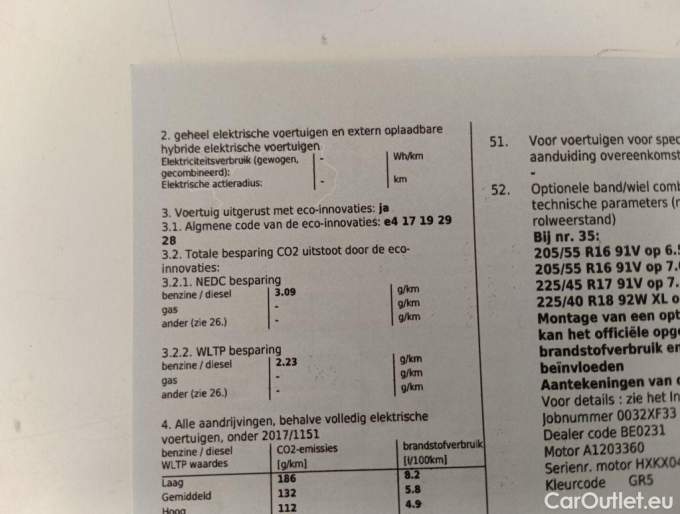 2. geheel elektrische voertuigen en extern oplaadbare
hybride elektrische voertuigen
Elektriciteitsverbruik (gewogen, - Wh/km
gecombineerd):
Elektrische actieradius: - km
3. Voertuig uitgerust met eco-innovaties: ja
3.1. Algmene code van de eco-innovaties: e4 17 19 29
28
3.2. Totale besparing CO2 uitstoot door de eco-
innovaties:
3.2.1. NEDC besparing
benzine / diesel 3.09 g/km
gas - g/km
ander (zie 26.) - g/km
3.2.2. WLTP besparing
benzine / diesel 2.23 g/km
gas - g/km
ander (zie 26.) - g/km
4. Alle aandrijvingen, behalve volledig elektrische
voertuigen, onder 2017/1151
benzine / diesel CO2-emissies brandstofverbruik
WLTP waardes [g/km] [l/100km]
Laag 186 8.2
Gemiddeld 132 5.8
Hoog 112 4.9
51. Voor voertuigen voor spec
aanduiding overeenkomst
-
52. Optionele band/wiel comb
technische parameters (r
rolweerstand)
Bij nr. 35:
205/55 R16 91V op 6.5
205/55 R16 91V op 7.0
225/45 R17 91V op 7.
225/40 R18 92W XL o
Montage van een opt
kan het officiële opg
brandstofverbruik en
beïnvloeden
Aantekeningen van
Voor details : zie het In
Jobnummer 0032XF33
Dealer code BE0231
Motor A1203360
Serienr. motor HXKX04
Kleurcode GR5
CarOutlet.eu